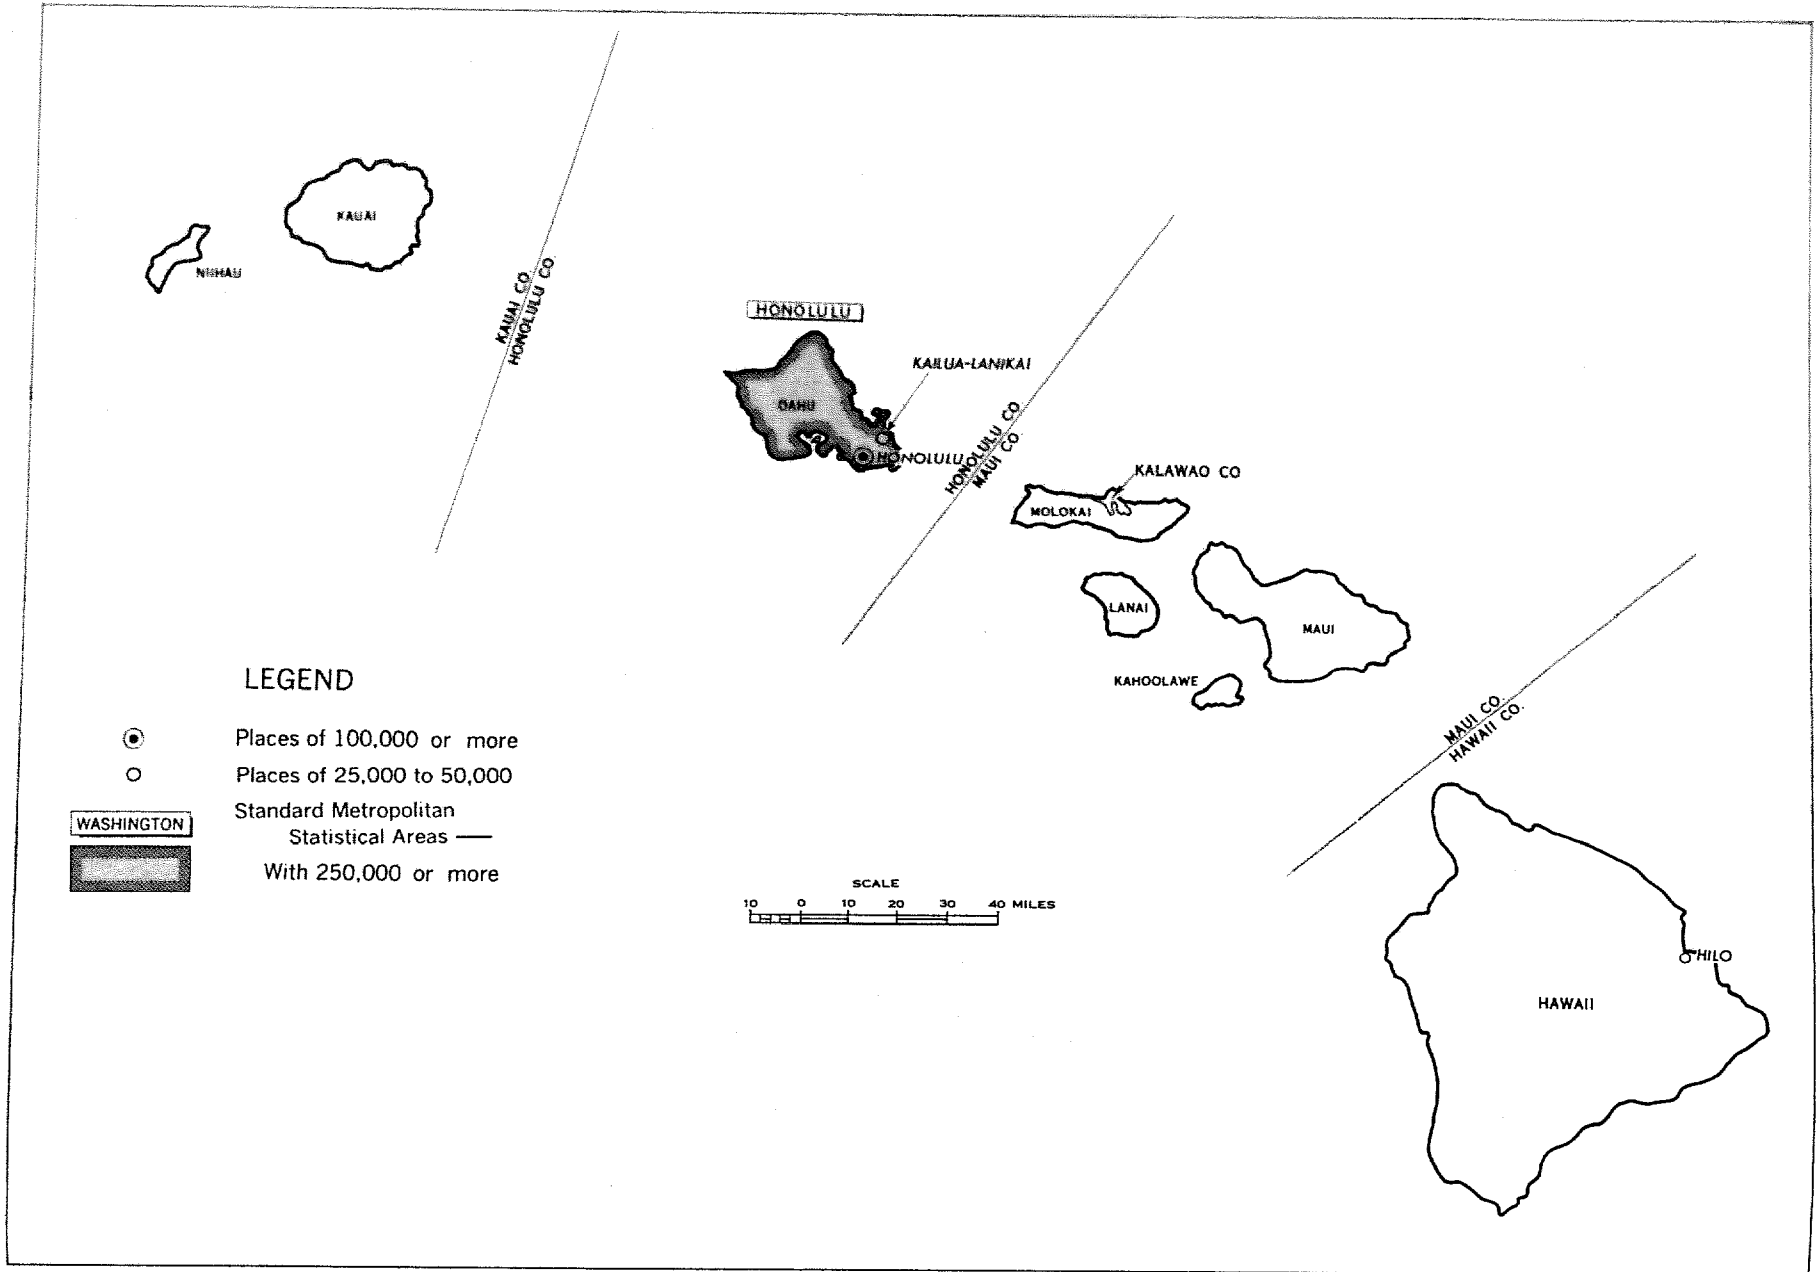 KAUAI
NIIHAU
KAUAI CO.
HONOLULU CO.
HONOLULU
KAILUA-LANIKAI
OAHU
HONOLULU
HONOLULU CO.
MAUI CO.
KALAWAO CO
MOLOKAI
LANAI
MAUI
KAHOOLAWE
MAUI CO.
HAWAII CO.
LEGEND
Places of 100,000 or more
Places of 25,000 to 50,000
Standard Metropolitan
WASHINGTON
Statistical Areas —
With 250,000 or more
SCALE
10 0 10 20 30 40 MILES
HILO
HAWAII